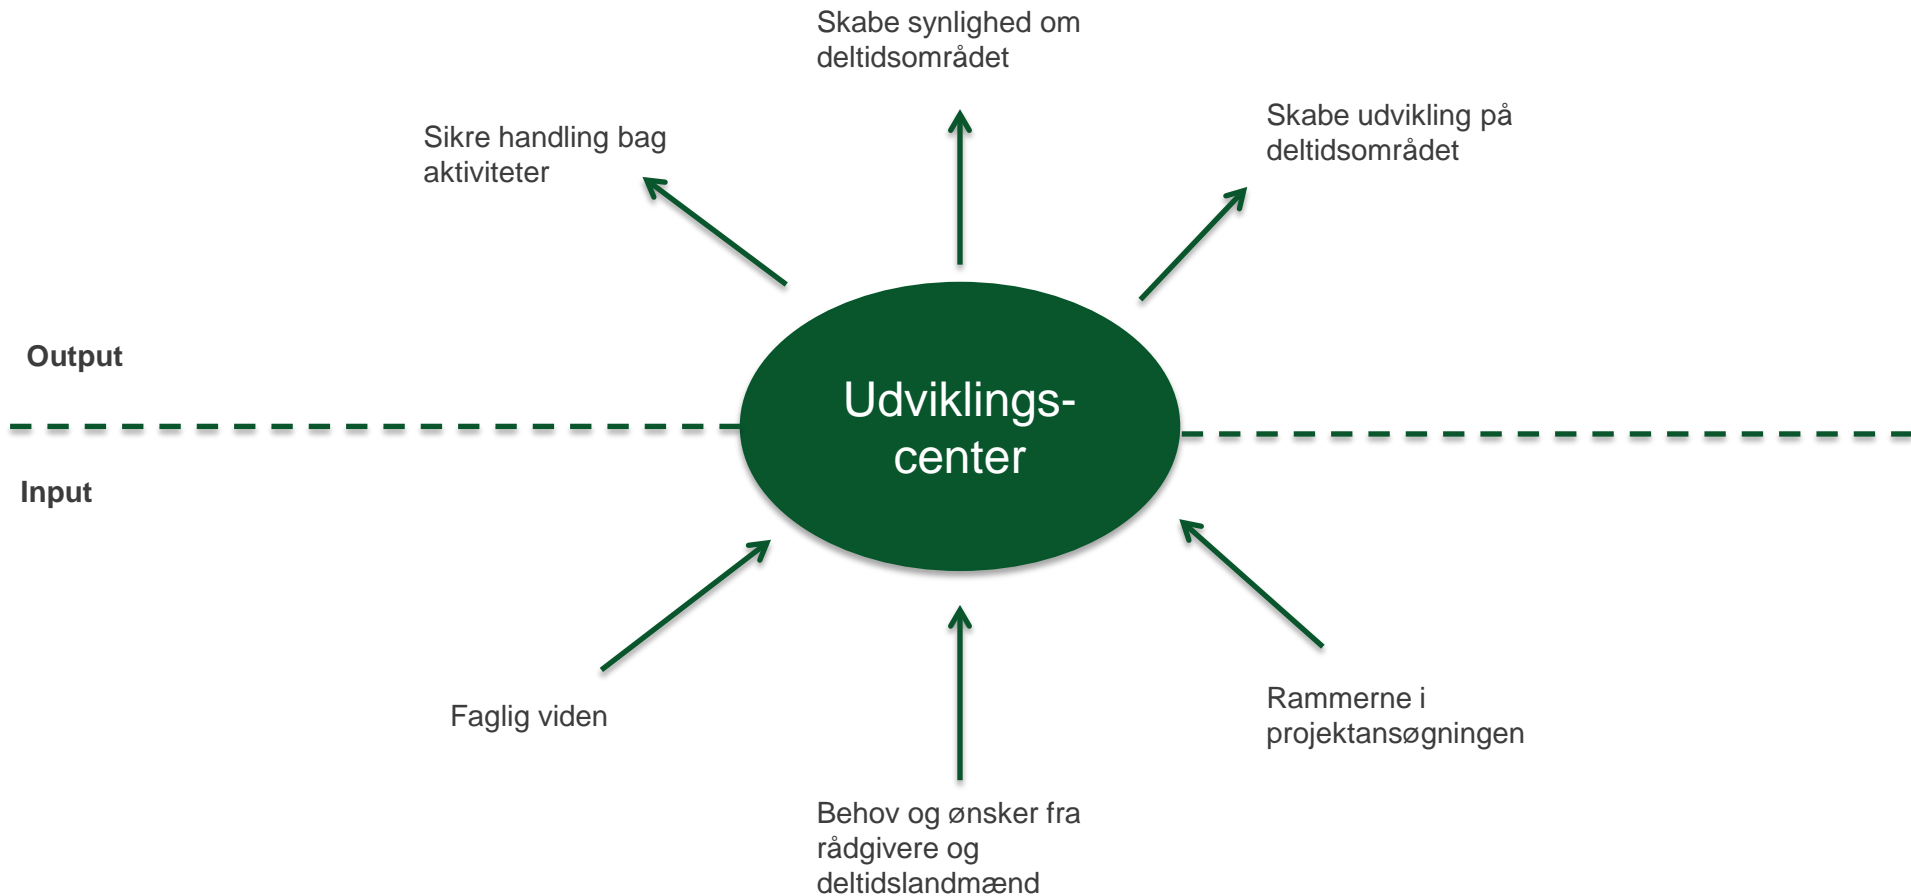 Skabe synlighed om
deltidsområdet
Sikre handling bag
aktiviteter
Skabe udvikling på
deltidsområdet
Output
Udviklings-
center
Input
Faglig viden
Rammerne i
projektansøgningen
Behov og ønsker fra
rådgivere og
deltidslandmænd